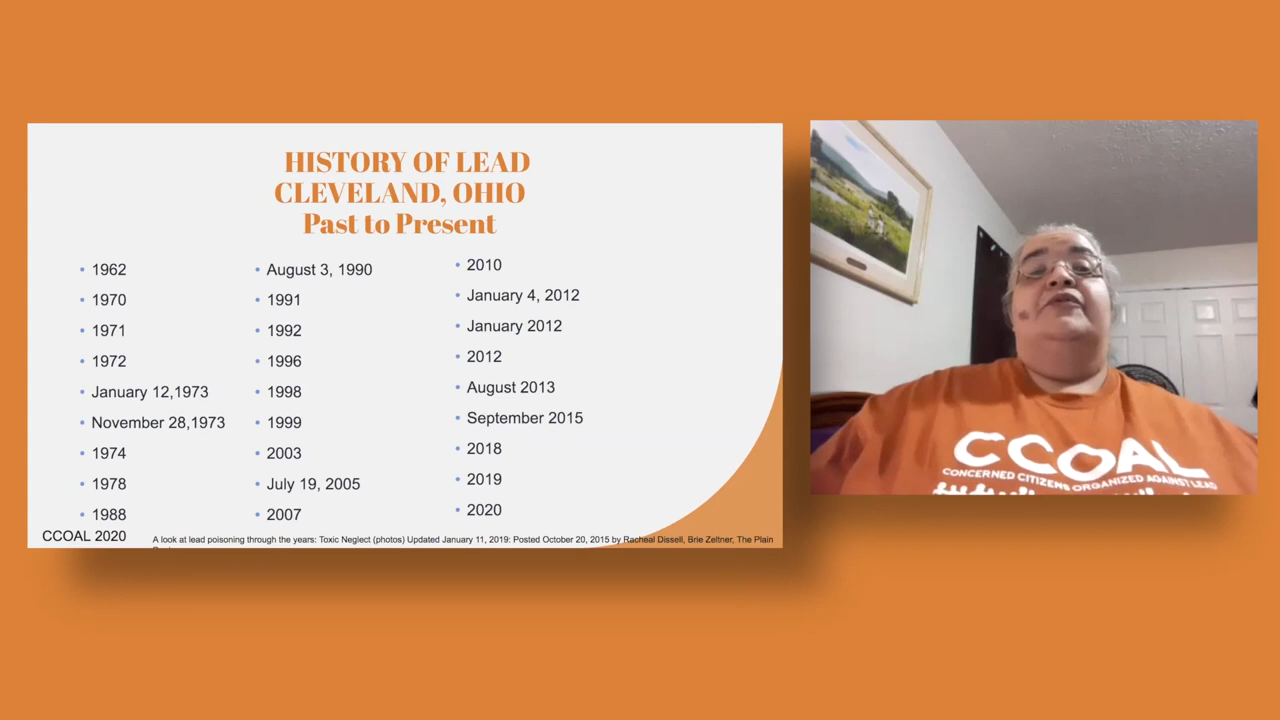 HISTORY OF LEAD
CLEVELAND, OHIO
Past to Present
• 1962
• 1970
• 1971
• 1972
• January 12,1973
• November 28,1973
• 1974
• 1978
• 1988
• August 3, 1990
• 1991
• 1992
• 1996
• 1998
• 1999
• 2003
• July 19, 2005
• 2007
• 2010
• January 4, 2012
• January 2012
• 2012
• August 2013
• September 2015
• 2018
• 2019
• 2020
CCOAL 2020
A look at lead poisoning through the years: Toxic Neglect (photos) Updated January 11, 2019: Posted October 20, 2015 by Racheal Dissell, Brie Zeltner, The Plain
CCOAL
CONCERNED CITIZENS ORGANIZED AGAINST LEAD